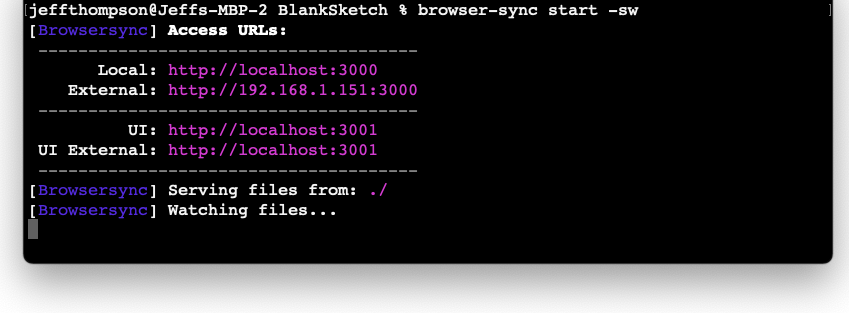 [jeffthompson@Jeffs-MBP-2 BlankSketch % browser-sync start -sw ]
[Browsersync] Access URLs:
--------------------------------------
Local: http://localhost:3000
External: http://192.168.1.151:3000
--------------------------------------
UI: http://localhost:3001
UI External: http://localhost:3001
--------------------------------------
[Browsersync] Serving files from: ./
[Browsersync] Watching files...